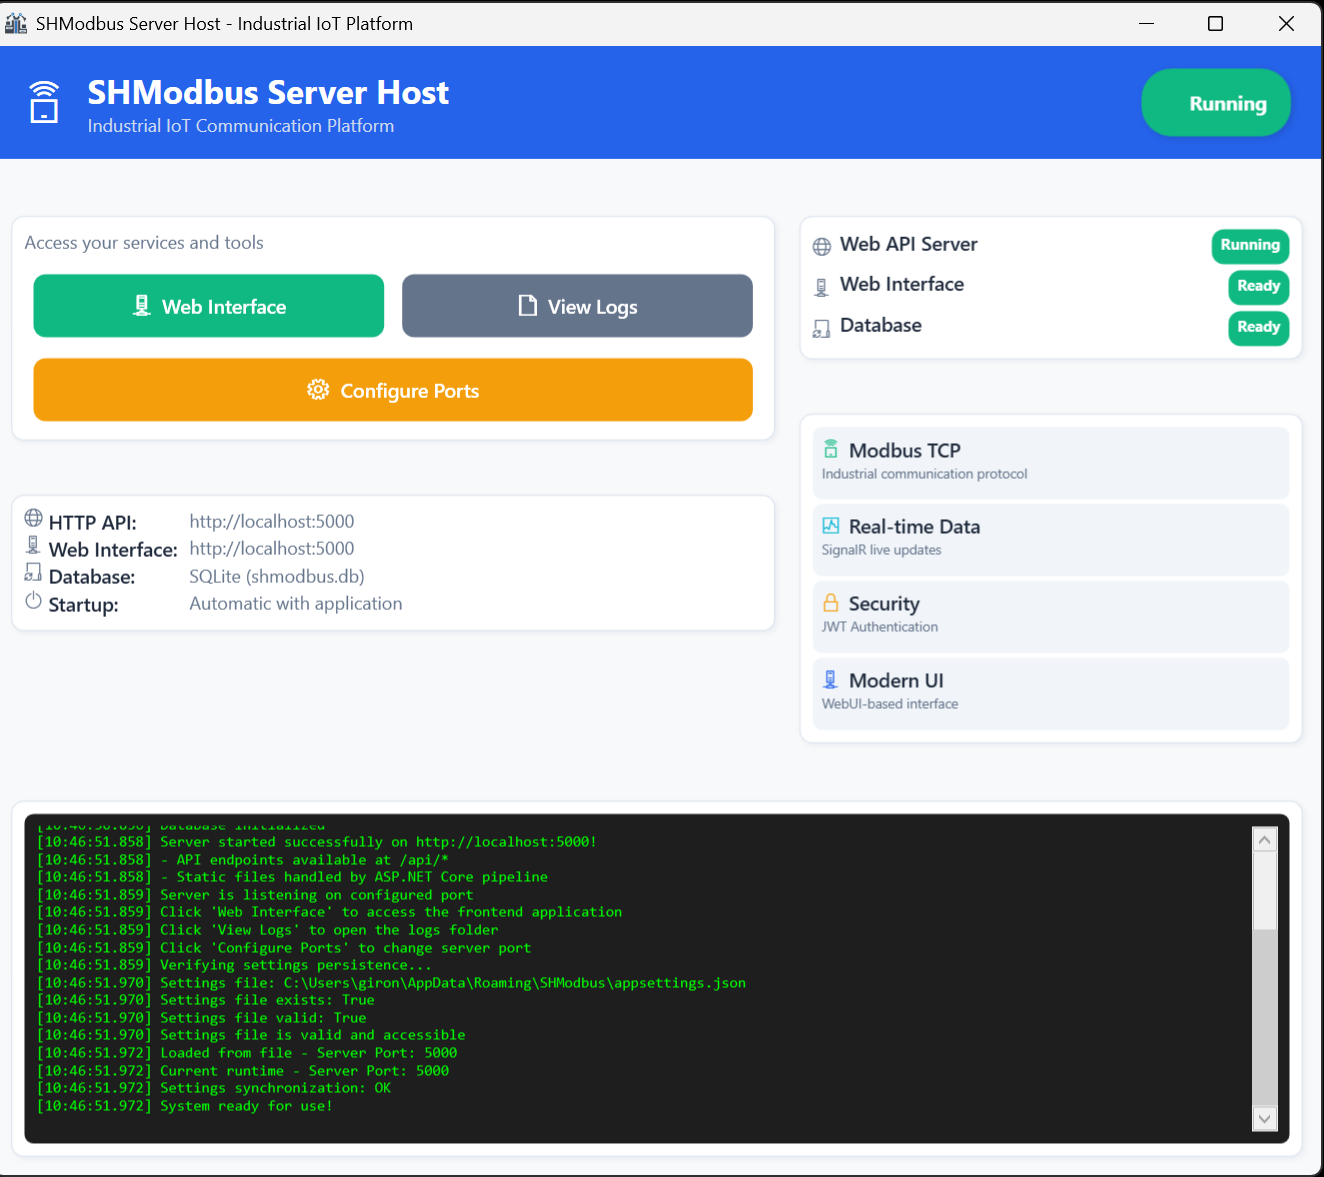 SHModbus Server Host - Industrial IoT Platform
SHModbus Server Host
Industrial IoT Communication Platform
Running
Access your services and tools
Web Interface
View Logs
Configure Ports
HTTP API: http://localhost:5000
Web Interface: http://localhost:5000
Database: SQLite (shmodbus.db)
Startup: Automatic with application
Web API Server Running
Web Interface Ready
Database Ready
Modbus TCP
Industrial communication protocol
Real-time Data
SignalR live updates
Security
JWT Authentication
Modern UI
WebUI-based interface
Database initialized
[10:46:51.858] Server started successfully on http://localhost:5000!
[10:46:51.858] - API endpoints available at /api/*
[10:46:51.858] - Static files handled by ASP.NET Core pipeline
[10:46:51.859] Server is listening on configured port
[10:46:51.859] Click 'Web Interface' to access the frontend application
[10:46:51.859] Click 'View Logs' to open the logs folder
[10:46:51.859] Click 'Configure Ports' to change server port
[10:46:51.859] Verifying settings persistence...
[10:46:51.970] Settings file: C:\Users\giron\AppData\Roaming\SHModbus\appsettings.json
[10:46:51.970] Settings file exists: True
[10:46:51.970] Settings file valid: True
[10:46:51.970] Settings file is valid and accessible
[10:46:51.972] Loaded from file - Server Port: 5000
[10:46:51.972] Current runtime - Server Port: 5000
[10:46:51.972] Settings synchronization: OK
[10:46:51.972] System ready for use!